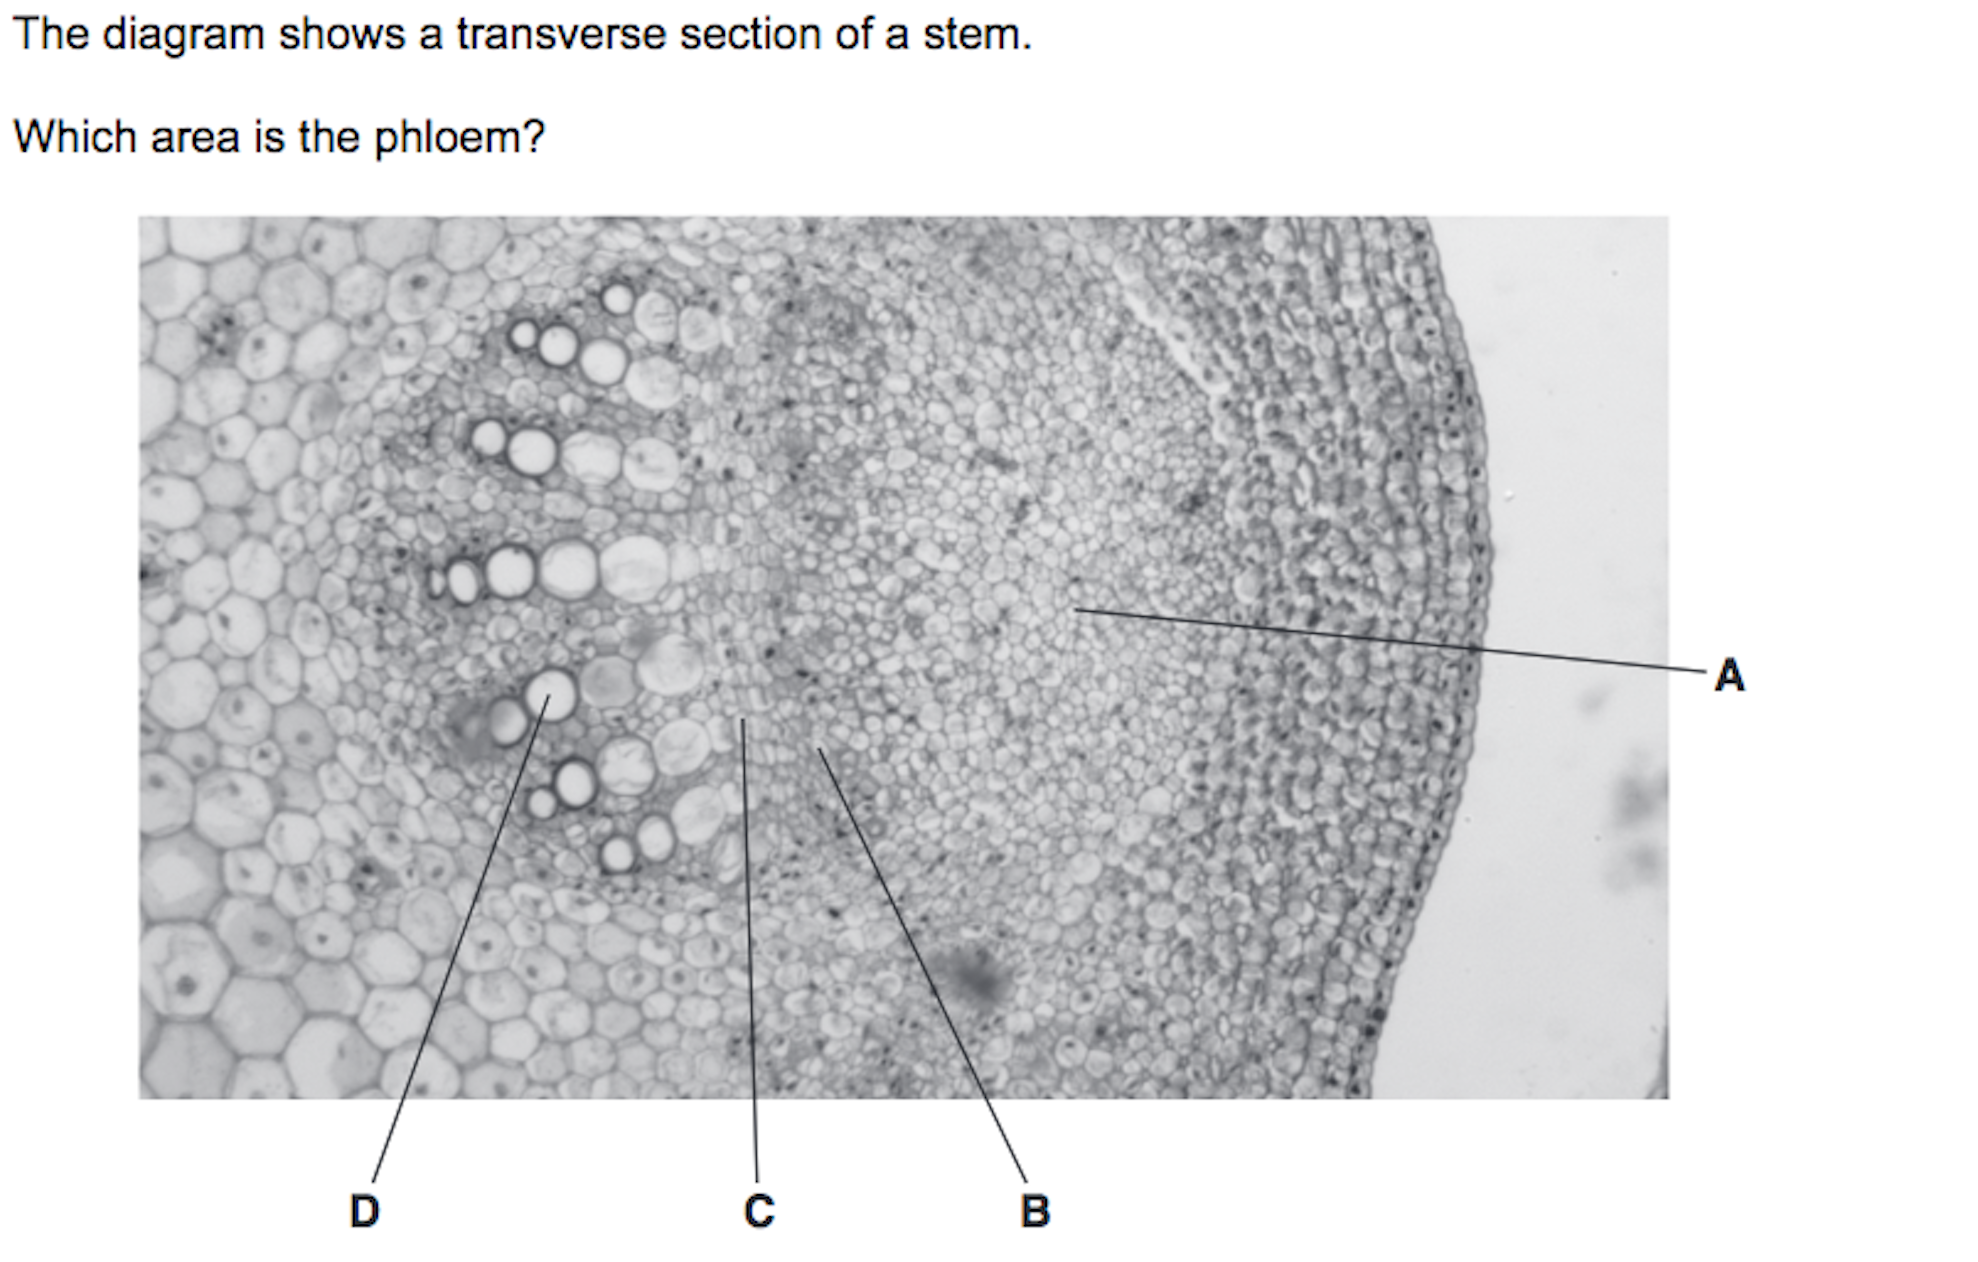 The diagram shows a transverse section of a stem.
Which area is the phloem?
A
D
C
B